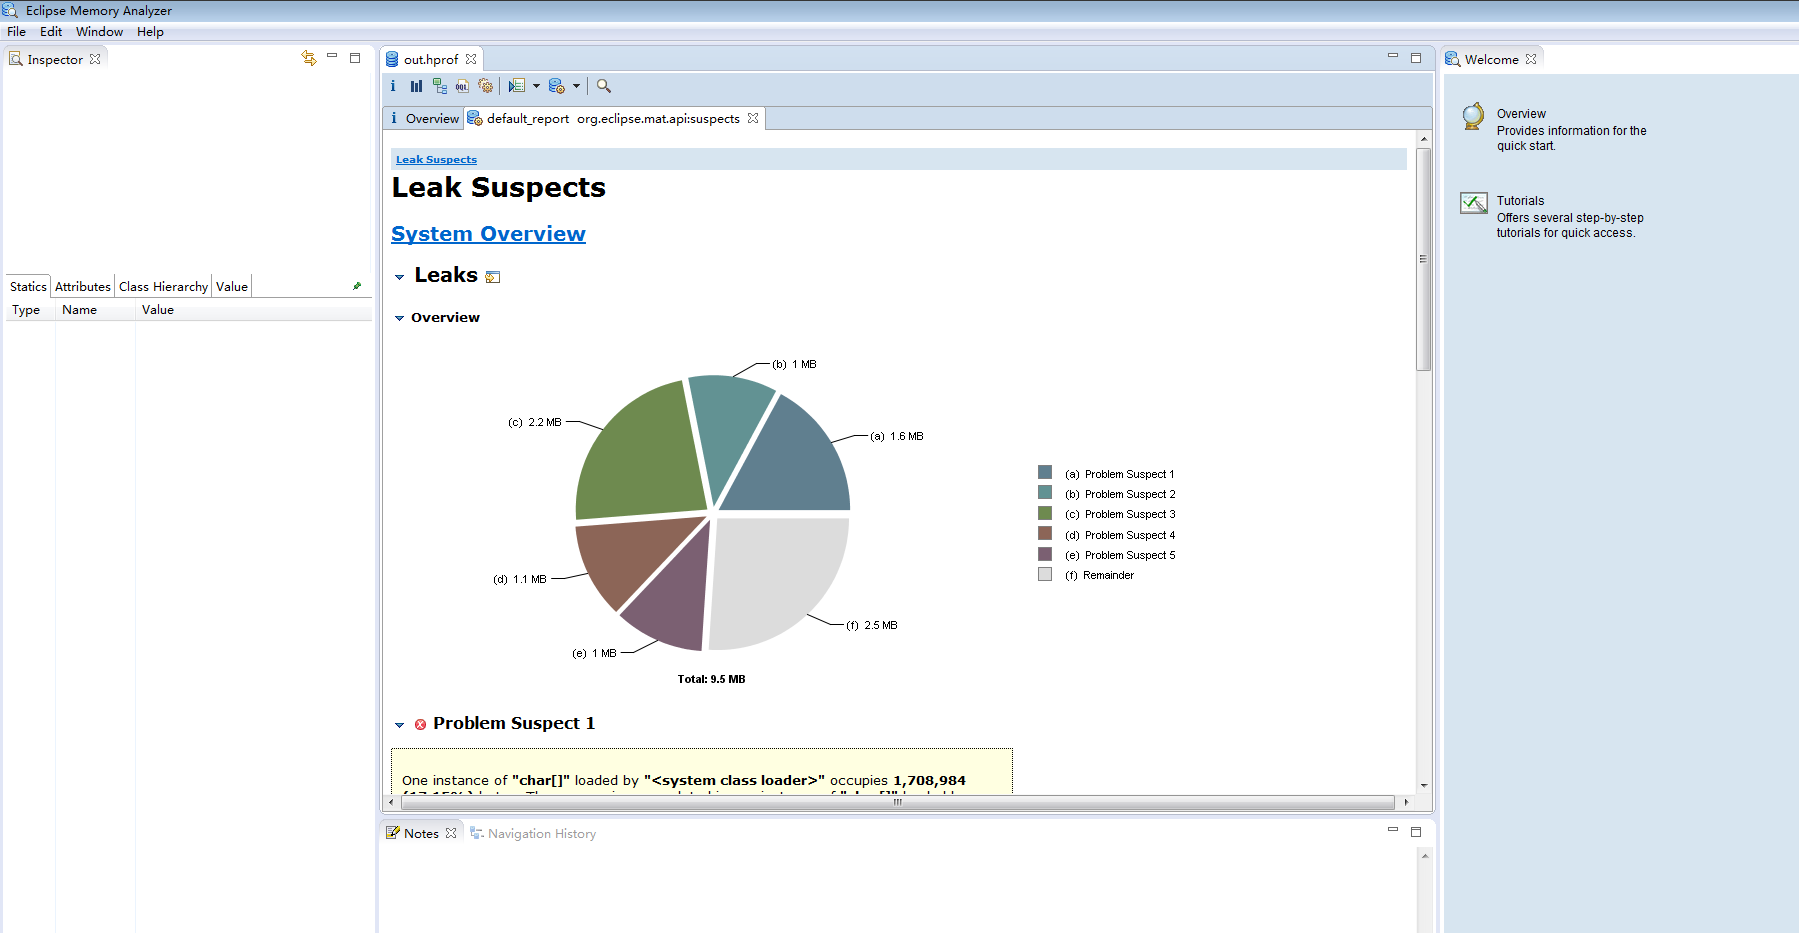 Eclipse Memory Analyzer
File Edit Window Help
Inspector
Statics Attributes Class Hierarchy Value
Type Name Value
out.hprof
i OQL
i Overview default_report org.eclipse.mat.api:suspects
Leak Suspects
Leak Suspects
System Overview
Leaks
Overview
(b) 1 MB
(c) 2.2 MB
(a) 1.6 MB
(d) 1.1 MB
(f) 2.5 MB
(e) 1 MB
Total: 9.5 MB
(a) Problem Suspect 1
(b) Problem Suspect 2
(c) Problem Suspect 3
(d) Problem Suspect 4
(e) Problem Suspect 5
(f) Remainder
Problem Suspect 1
One instance of "char[]" loaded by "<system class loader>" occupies 1,708,984
Notes Navigation History
Welcome
Overview
Provides information for the
quick start.
Tutorials
Offers several step-by-step
tutorials for quick access.